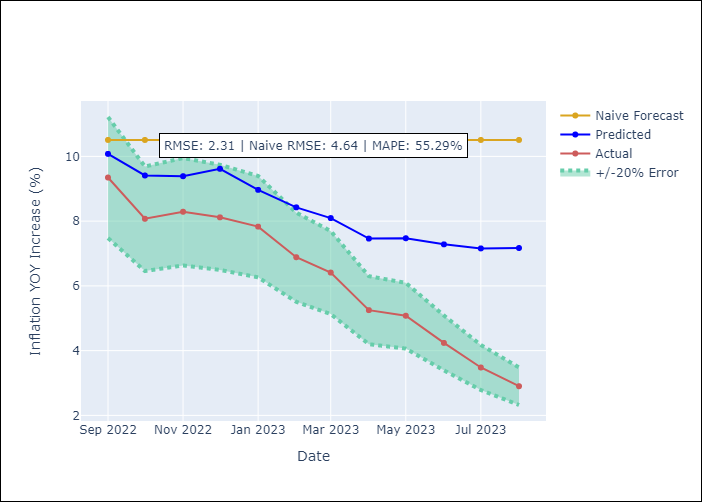 RMSE: 2.31 | Naive RMSE: 4.64 | MAPE: 55.29%
Naive Forecast
Predicted
Actual
+/-20% Error
Inflation YOY Increase (%)
10
8
6
4
2
Sep 2022
Nov 2022
Jan 2023
Mar 2023
May 2023
Jul 2023
Date